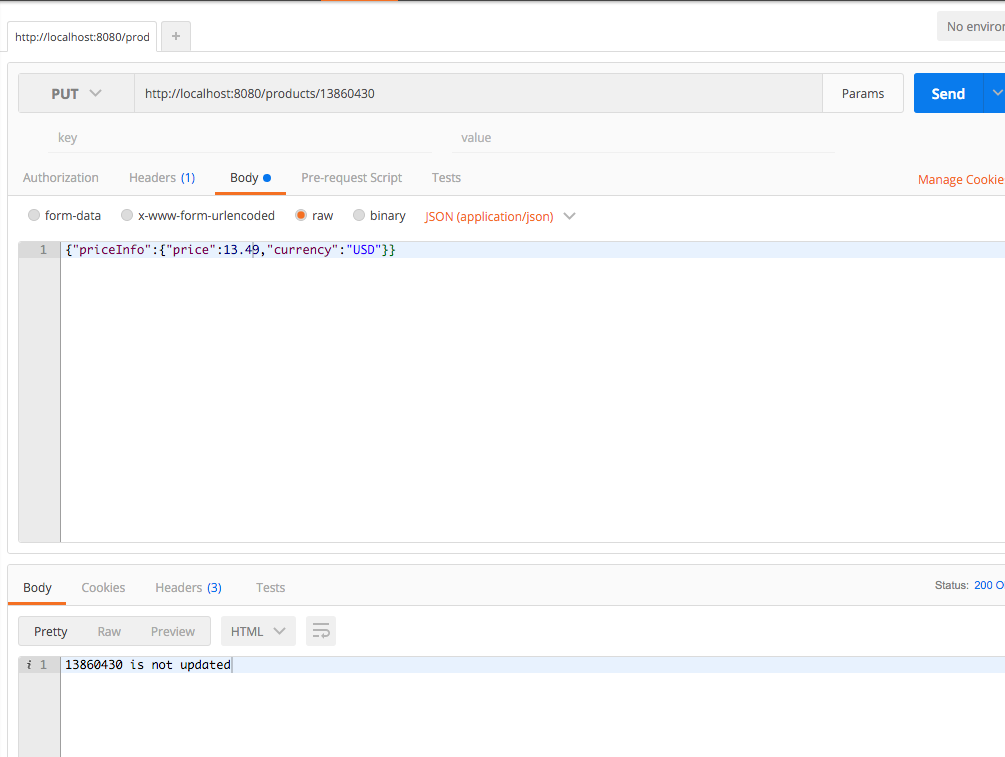 http://localhost:8080/prod
+
No enviro
PUT
http://localhost:8080/products/13860430
Params
Send
key
value
Authorization
Headers (1)
Body
Pre-request Script
Tests
Manage Cookie
form-data
x-www-form-urlencoded
raw
binary
JSON (application/json)
1 {"priceInfo":{"price":13.49,"currency":"USD"}}
Body
Cookies
Headers (3)
Tests
Status: 200 O
Pretty
Raw
Preview
HTML
i 1 13860430 is not updated